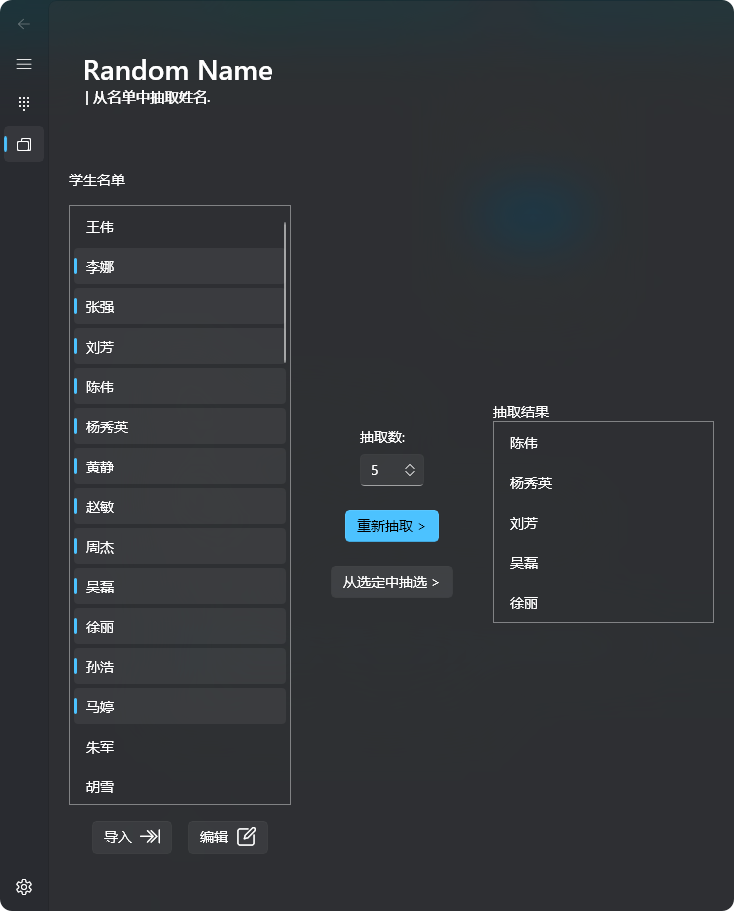 Random Name
| 从名单中抽取姓名.
学生名单
王伟
李娜
张强
刘芳
陈伟
杨秀英
黄静
赵敏
周杰
吴磊
徐丽
孙浩
马婷
朱军
胡雪
导入
编辑
抽取数:
5
重新抽取 >
从选定中抽选 >
抽取结果
陈伟
杨秀英
刘芳
吴磊
徐丽